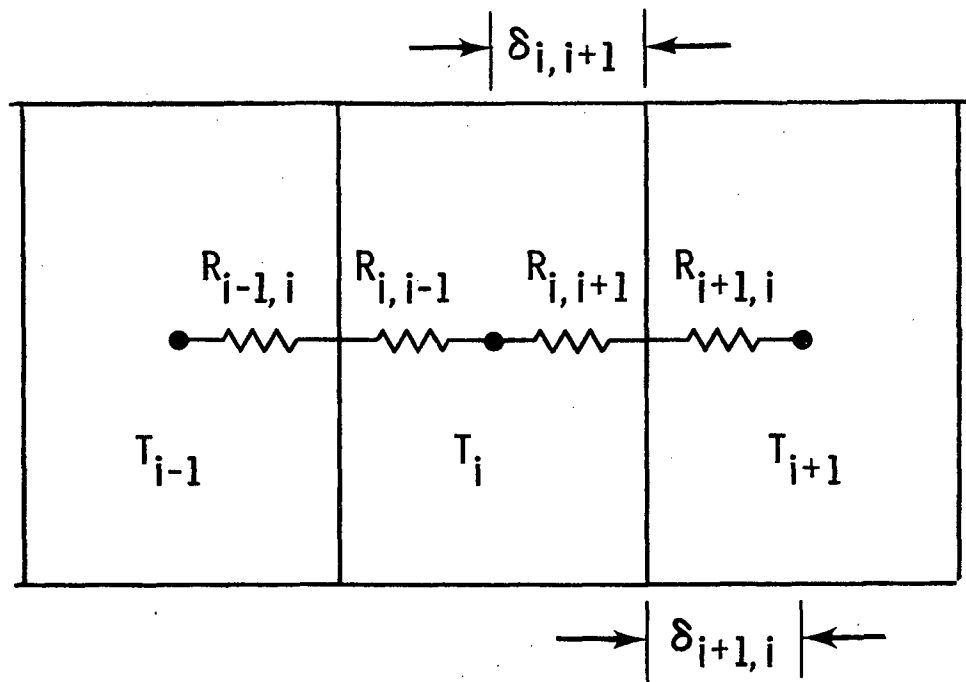 δi, i+1
Ri-1, i Ri, i-1 Ri, i+1 Ri+1, i
Ti-1 Ti Ti+1
δi+1, i